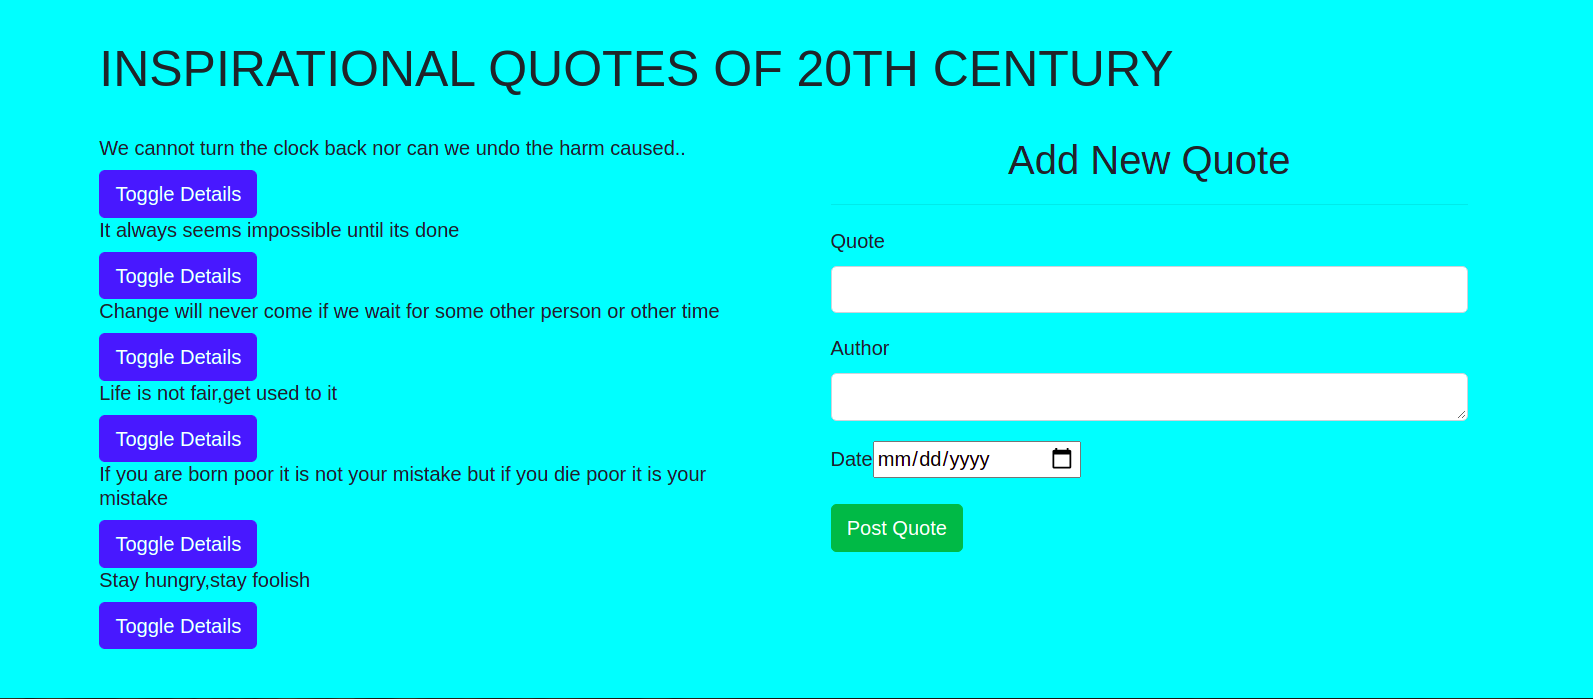 INSPIRATIONAL QUOTES OF 20TH CENTURY
We cannot turn the clock back nor can we undo the harm caused..
Toggle Details
It always seems impossible until its done
Toggle Details
Change will never come if we wait for some other person or other time
Toggle Details
Life is not fair,get used to it
Toggle Details
If you are born poor it is not your mistake but if you die poor it is your
mistake
Toggle Details
Stay hungry,stay foolish
Toggle Details
Add New Quote
Quote
Author
Date mm/dd/yyyy
Post Quote